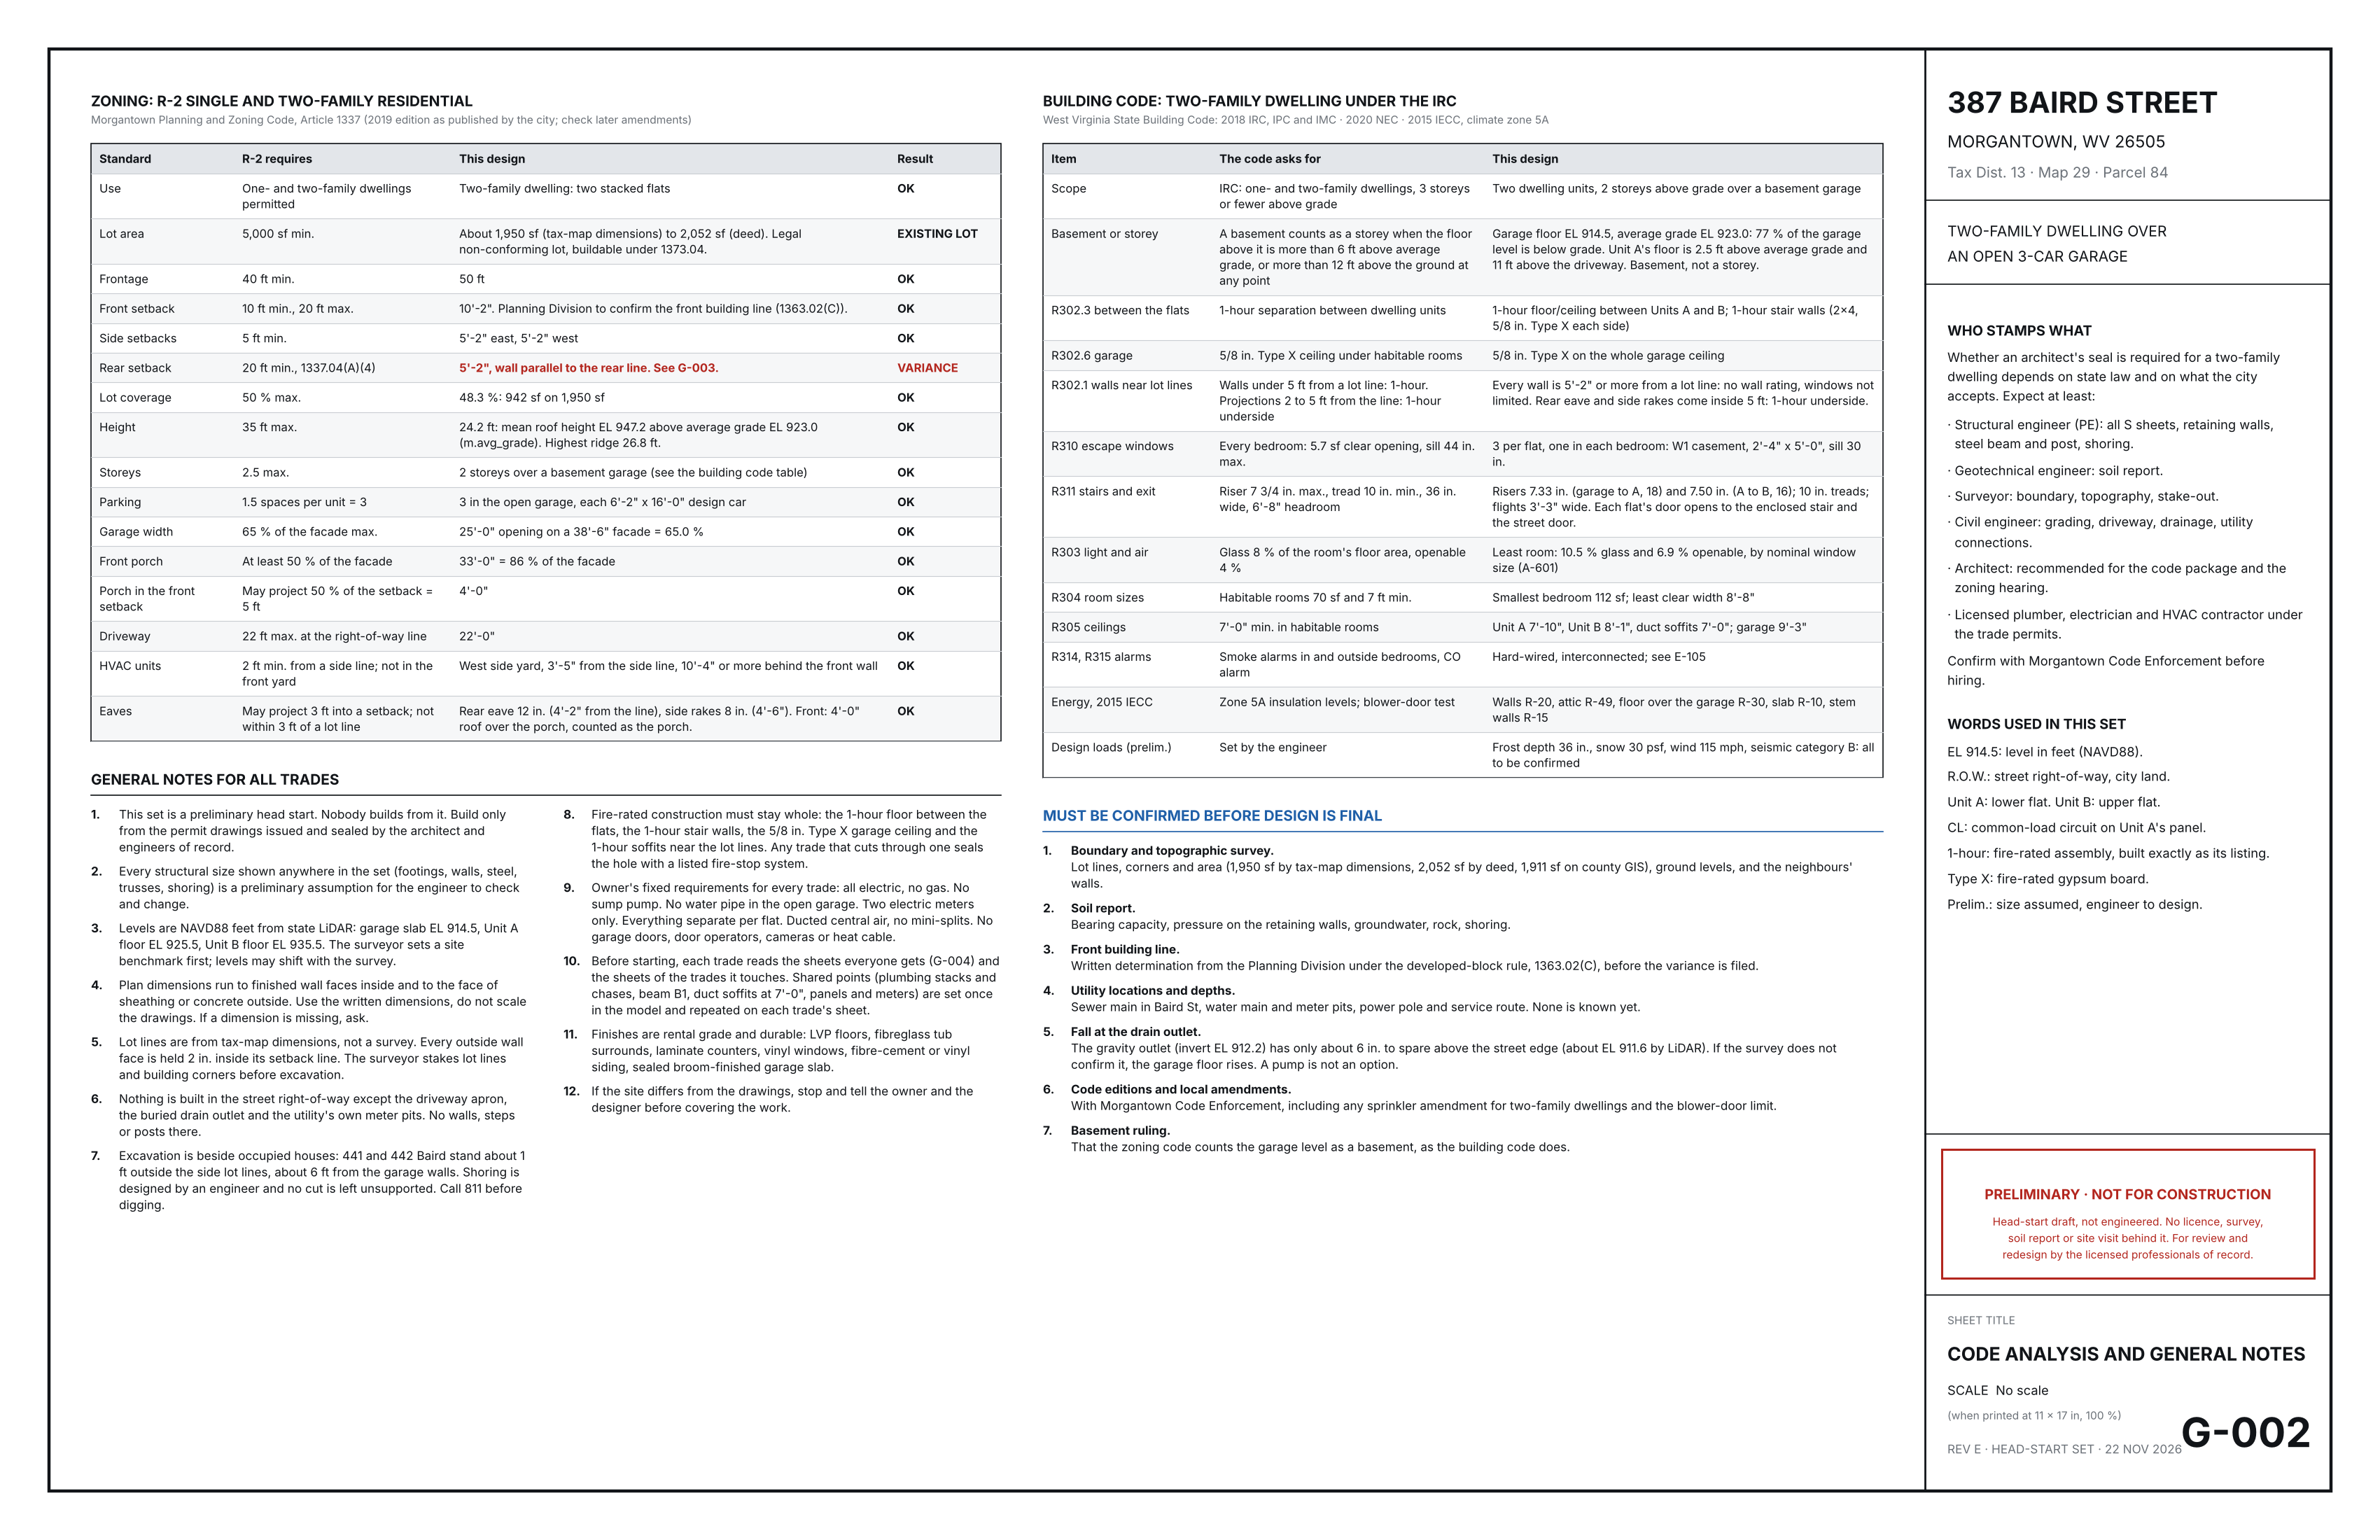 ZONING: R-2 SINGLE AND TWO-FAMILY RESIDENTIAL
Morgantown Planning and Zoning Code, Article 1337 (2019 edition as published by the city; check later amendments)
Standard R-2 requires This design Result
Use One- and two-family dwellings Two-family dwelling: two stacked flats OK
permitted
Lot area 5,000 sf min. About 1,950 sf (tax-map dimensions) to 2,052 sf (deed). Legal EXISTING LOT
non-conforming lot, buildable under 1373.04.
Frontage 40 ft min. 50 ft OK
Front setback 10 ft min., 20 ft max. 10'-2". Planning Division to confirm the front building line (1363.02(C)). OK
Side setbacks 5 ft min. 5'-2" east, 5'-2" west OK
Rear setback 20 ft min., 1337.04(A)(4) 5'-2", wall parallel to the rear line. See G-003. VARIANCE
Lot coverage 50 % max. 48.3 %: 942 sf on 1,950 sf OK
Height 35 ft max. 24.2 ft: mean roof height EL 947.2 above average grade EL 923.0 OK
(m.avg_grade). Highest ridge 26.8 ft.
Storeys 2.5 max. 2 storeys over a basement garage (see the building code table) OK
Parking 1.5 spaces per unit = 3 3 in the open garage, each 6'-2" x 16'-0" design car OK
Garage width 65 % of the facade max. 25'-0" opening on a 38'-6" facade = 65.0 % OK
Front porch At least 50 % of the facade 33'-0" = 86 % of the facade OK
Porch in the front May project 50 % of the setback = 4'-0" OK
setback 5 ft
Driveway 22 ft max. at the right-of-way line 22'-0" OK
HVAC units 2 ft min. from a side line; not in the West side yard, 3'-5" from the side line, 10'-4" or more behind the front wall OK
front yard
Eaves May project 3 ft into a setback; not Rear eave 12 in. (4'-2" from the line), side rakes 8 in. (4'-6"). Front: 4'-0" OK
within 3 ft of a lot line roof over the porch, counted as the porch.
GENERAL NOTES FOR ALL TRADES
1. This set is a preliminary head start. Nobody builds from it. Build only
from the permit drawings issued and sealed by the architect and
engineers of record.
2. Every structural size shown anywhere in the set (footings, walls, steel,
trusses, shoring) is a preliminary assumption for the engineer to check
and change.
3. Levels are NAVD88 feet from state LiDAR: garage slab EL 914.5, Unit A
floor EL 925.5, Unit B floor EL 935.5. The surveyor sets a site
benchmark first; levels may shift with the survey.
4. Plan dimensions run to finished wall faces inside and to the face of
sheathing or concrete outside. Use the written dimensions, do not scale
the drawings. If a dimension is missing, ask.
5. Lot lines are from tax-map dimensions, not a survey. Every outside wall
face is held 2 in. inside its setback line. The surveyor stakes lot lines
and building corners before excavation.
6. Nothing is built in the street right-of-way except the driveway apron,
the buried drain outlet and the utility's own meter pits. No walls, steps
or posts there.
7. Excavation is beside occupied houses: 441 and 442 Baird stand about 1
ft outside the side lot lines, about 6 ft from the garage walls. Shoring is
designed by an engineer and no cut is left unsupported. Call 811 before
digging.
8. Fire-rated construction must stay whole: the 1-hour floor between the
flats, the 1-hour stair walls, the 5/8 in. Type X garage ceiling and the
1-hour soffits near the lot lines. Any trade that cuts through one seals
the hole with a listed fire-stop system.
9. Owner's fixed requirements for every trade: all electric, no gas. No
sump pump. No water pipe in the open garage. Two electric meters
only. Everything separate per flat. Ducted central air, no mini-splits. No
garage doors, door operators, cameras or heat cable.
10. Before starting, each trade reads the sheets everyone gets (G-004) and
the sheets of the trades it touches. Shared points (plumbing stacks and
chases, beam B1, duct soffits at 7'-0", panels and meters) are set once
in the model and repeated on each trade's sheet.
11. Finishes are rental grade and durable: LVP floors, fibreglass tub
surrounds, laminate counters, vinyl windows, fibre-cement or vinyl
siding, sealed broom-finished garage slab.
12. If the site differs from the drawings, stop and tell the owner and the
designer before covering the work.
BUILDING CODE: TWO-FAMILY DWELLING UNDER THE IRC
West Virginia State Building Code: 2018 IRC, IPC and IMC · 2020 NEC · 2015 IECC, climate zone 5A
Item The code asks for This design
Scope IRC: one- and two-family dwellings, 3 storeys Two dwelling units, 2 storeys above grade over a basement garage
or fewer above grade
Basement or storey A basement counts as a storey when the floor Garage floor EL 914.5, average grade EL 923.0: 77 % of the garage
above it is more than 6 ft above average level is below grade. Unit A's floor is 2.5 ft above average grade and
grade, or more than 12 ft above the ground at 11 ft above the driveway. Basement, not a storey.
any point
R302.3 between the flats 1-hour separation between dwelling units 1-hour floor/ceiling between Units A and B; 1-hour stair walls (2×4,
5/8 in. Type X each side)
R302.6 garage 5/8 in. Type X ceiling under habitable rooms 5/8 in. Type X on the whole garage ceiling
R302.1 walls near lot lines Walls under 5 ft from a lot line: 1-hour. Every wall is 5'-2" or more from a lot line: no wall rating, windows not
Projections 2 to 5 ft from the line: 1-hour limited. Rear eave and side rakes come inside 5 ft: 1-hour underside.
underside
R310 escape windows Every bedroom: 5.7 sf clear opening, sill 44 in. 3 per flat, one in each bedroom: W1 casement, 2'-4" x 5'-0", sill 30
max. in.
R311 stairs and exit Riser 7 3/4 in. max., tread 10 in. min., 36 in. Risers 7.33 in. (garage to A, 18) and 7.50 in. (A to B, 16); 10 in. treads;
wide, 6'-8" headroom flights 3'-3" wide. Each flat's door opens to the enclosed stair and
the street door.
R303 light and air Glass 8 % of the room's floor area, openable Least room: 10.5 % glass and 6.9 % openable, by nominal window
4 % size (A-601)
R304 room sizes Habitable rooms 70 sf and 7 ft min. Smallest bedroom 112 sf; least clear width 8'-8"
R305 ceilings 7'-0" min. in habitable rooms Unit A 7'-10", Unit B 8'-1", duct soffits 7'-0"; garage 9'-3"
R314, R315 alarms Smoke alarms in and outside bedrooms, CO Hard-wired, interconnected; see E-105
alarm
Energy, 2015 IECC Zone 5A insulation levels; blower-door test Walls R-20, attic R-49, floor over the garage R-30, slab R-10, stem
walls R-15
Design loads (prelim.) Set by the engineer Frost depth 36 in., snow 30 psf, wind 115 mph, seismic category B: all
to be confirmed
MUST BE CONFIRMED BEFORE DESIGN IS FINAL
1. Boundary and topographic survey.
Lot lines, corners and area (1,950 sf by tax-map dimensions, 2,052 sf by deed, 1,911 sf on county GIS), ground levels, and the neighbours'
walls.
2. Soil report.
Bearing capacity, pressure on the retaining walls, groundwater, rock, shoring.
3. Front building line.
Written determination from the Planning Division under the developed-block rule, 1363.02(C), before the variance is filed.
4. Utility locations and depths.
Sewer main in Baird St, water main and meter pits, power pole and service route. None is known yet.
5. Fall at the drain outlet.
The gravity outlet (invert EL 912.2) has only about 6 in. to spare above the street edge (about EL 911.6 by LiDAR). If the survey does not
confirm it, the garage floor rises. A pump is not an option.
6. Code editions and local amendments.
With Morgantown Code Enforcement, including any sprinkler amendment for two-family dwellings and the blower-door limit.
7. Basement ruling.
That the zoning code counts the garage level as a basement, as the building code does.
387 BAIRD STREET
MORGANTOWN, WV 26505
Tax Dist. 13 · Map 29 · Parcel 84
TWO-FAMILY DWELLING OVER
AN OPEN 3-CAR GARAGE
WHO STAMPS WHAT
Whether an architect's seal is required for a two-family
dwelling depends on state law and on what the city
accepts. Expect at least:
· Structural engineer (PE): all S sheets, retaining walls,
steel beam and post, shoring.
· Geotechnical engineer: soil report.
· Surveyor: boundary, topography, stake-out.
· Civil engineer: grading, driveway, drainage, utility
connections.
· Architect: recommended for the code package and the
zoning hearing.
· Licensed plumber, electrician and HVAC contractor under
the trade permits.
Confirm with Morgantown Code Enforcement before
hiring.
WORDS USED IN THIS SET
EL 914.5: level in feet (NAVD88).
R.O.W.: street right-of-way, city land.
Unit A: lower flat. Unit B: upper flat.
CL: common-load circuit on Unit A's panel.
1-hour: fire-rated assembly, built exactly as its listing.
Type X: fire-rated gypsum board.
Prelim.: size assumed, engineer to design.
PRELIMINARY · NOT FOR CONSTRUCTION
Head-start draft, not engineered. No licence, survey,
soil report or site visit behind it. For review and
redesign by the licensed professionals of record.
SHEET TITLE
CODE ANALYSIS AND GENERAL NOTES
SCALE No scale
(when printed at 11 × 17 in, 100 %)
REV E · HEAD-START SET · 22 NOV 2026
G-002